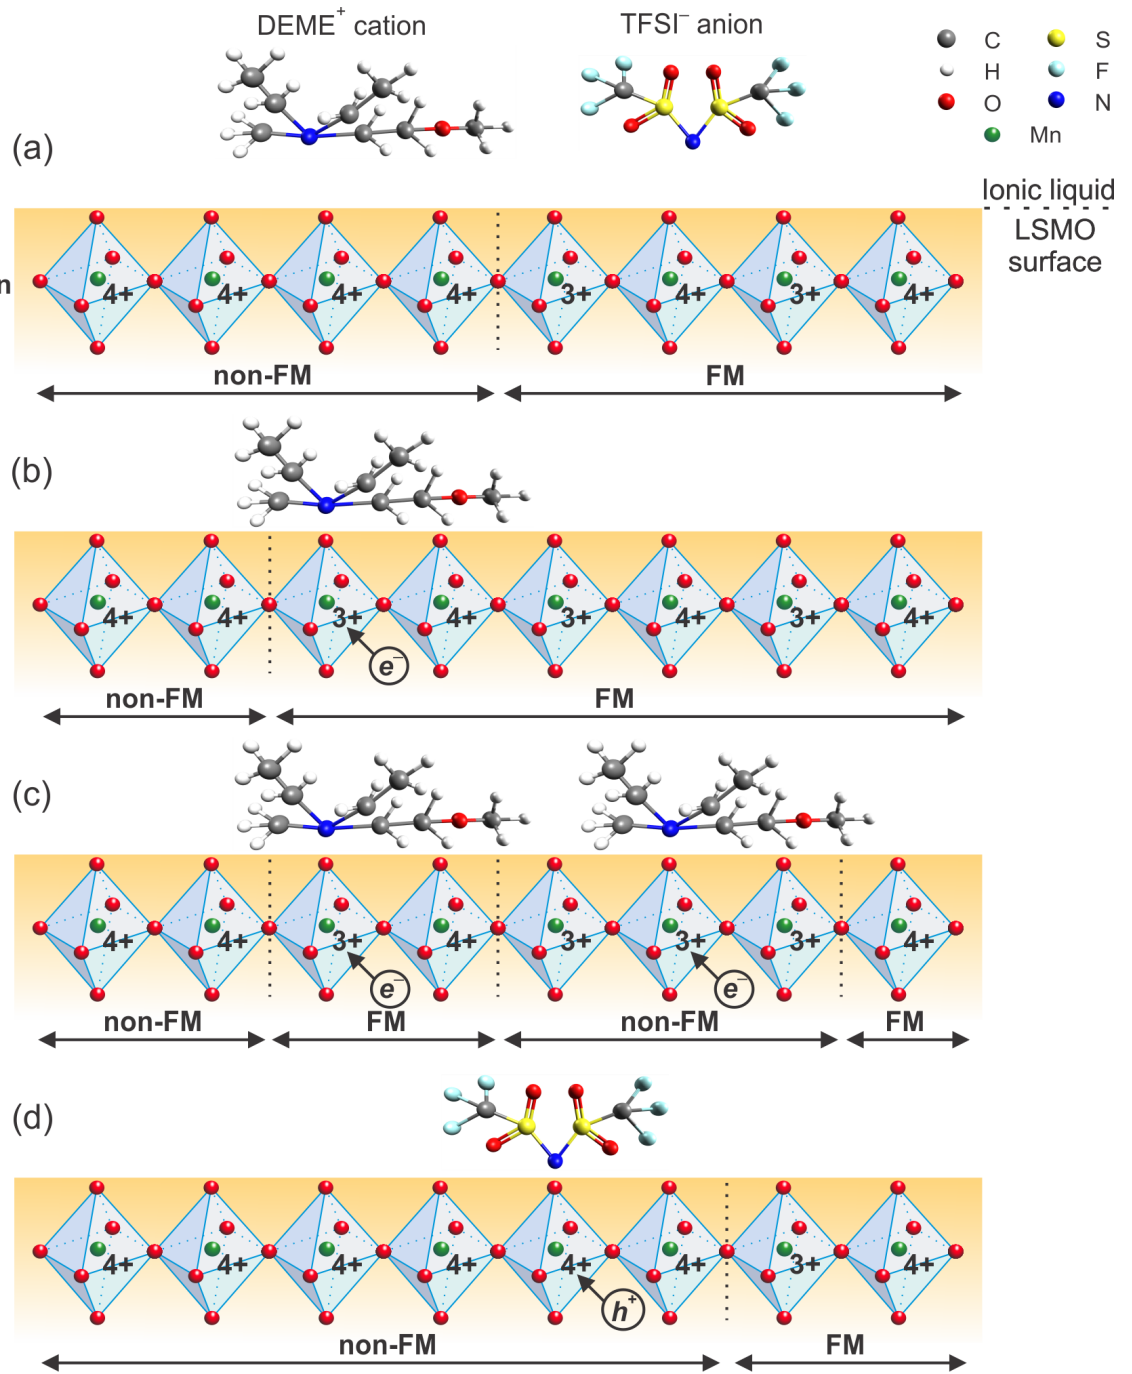 DEME⁺ cation
TFSI⁻ anion
C
S
H
F
O
N
Mn
(a)
Ionic liquid
LSMO
surface
n
4+ 4+ 4+ 4+ 3+ 4+ 3+ 4+
non-FM
FM
(b)
4+ 4+ 3+ 4+ 3+ 4+ 3+ 4+
e⁻
non-FM
FM
(c)
4+ 4+ 3+ 4+ 3+ 3+ 3+ 4+
e⁻
e⁻
non-FM
FM
non-FM
FM
(d)
4+ 4+ 4+ 4+ 4+ 4+ 3+ 4+
h⁺
non-FM
FM